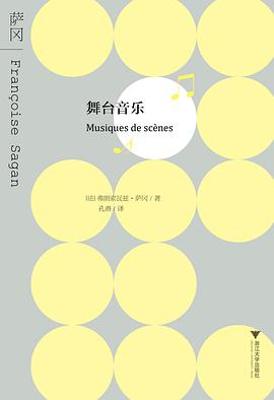 萨冈
Françoise Sagan
舞台音乐
Musiques de scènes
[法] 弗朗索瓦兹·萨冈 / 著
孔潜 / 译
浙江大学出版社